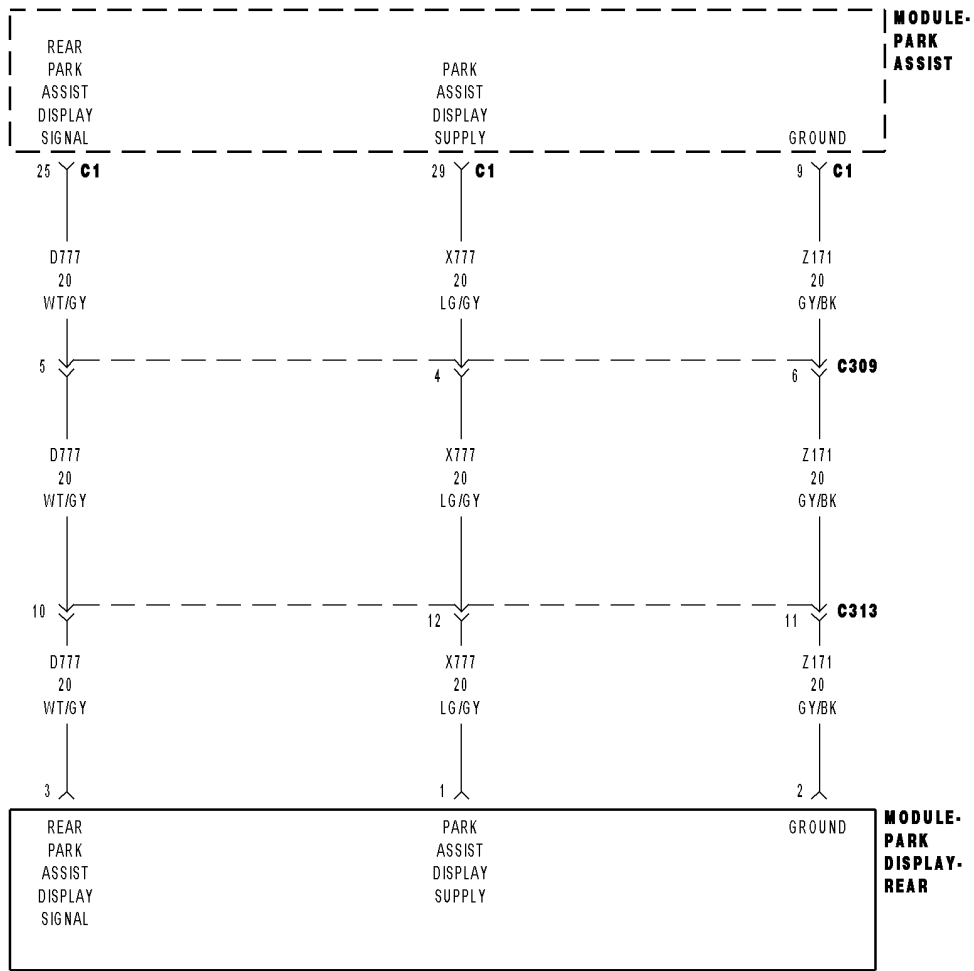 MODULE-
PARK
ASSIST
REAR
PARK
ASSIST
DISPLAY
SIGNAL
PARK
ASSIST
DISPLAY
SUPPLY
GROUND
25 C1
29 C1
9 C1
D777
20
WT/GY
X777
20
LG/GY
Z171
20
GY/BK
5
4
6
C309
D777
20
WT/GY
X777
20
LG/GY
Z171
20
GY/BK
10
12
11
C313
D777
20
WT/GY
X777
20
LG/GY
Z171
20
GY/BK
3
1
2
REAR
PARK
ASSIST
DISPLAY
SIGNAL
PARK
ASSIST
DISPLAY
SUPPLY
GROUND
MODULE-
PARK
DISPLAY-
REAR